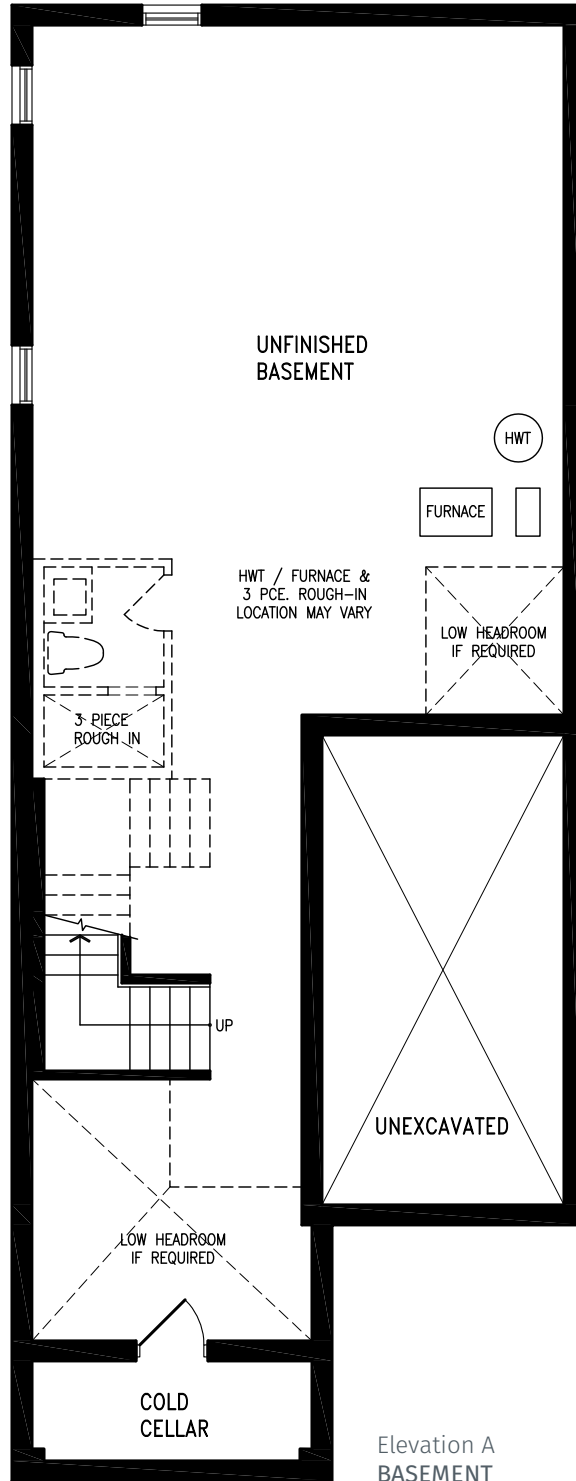 UNFINISHED
BASEMENT
HWT
FURNACE
HWT / FURNACE &
3 PCE. ROUGH-IN
LOCATION MAY VARY
LOW HEADROOM
IF REQUIRED
3 PIECE
ROUGH IN
UP
UNEXCAVATED
LOW HEADROOM
IF REQUIRED
COLD
CELLAR
Elevation A
BASEMENT